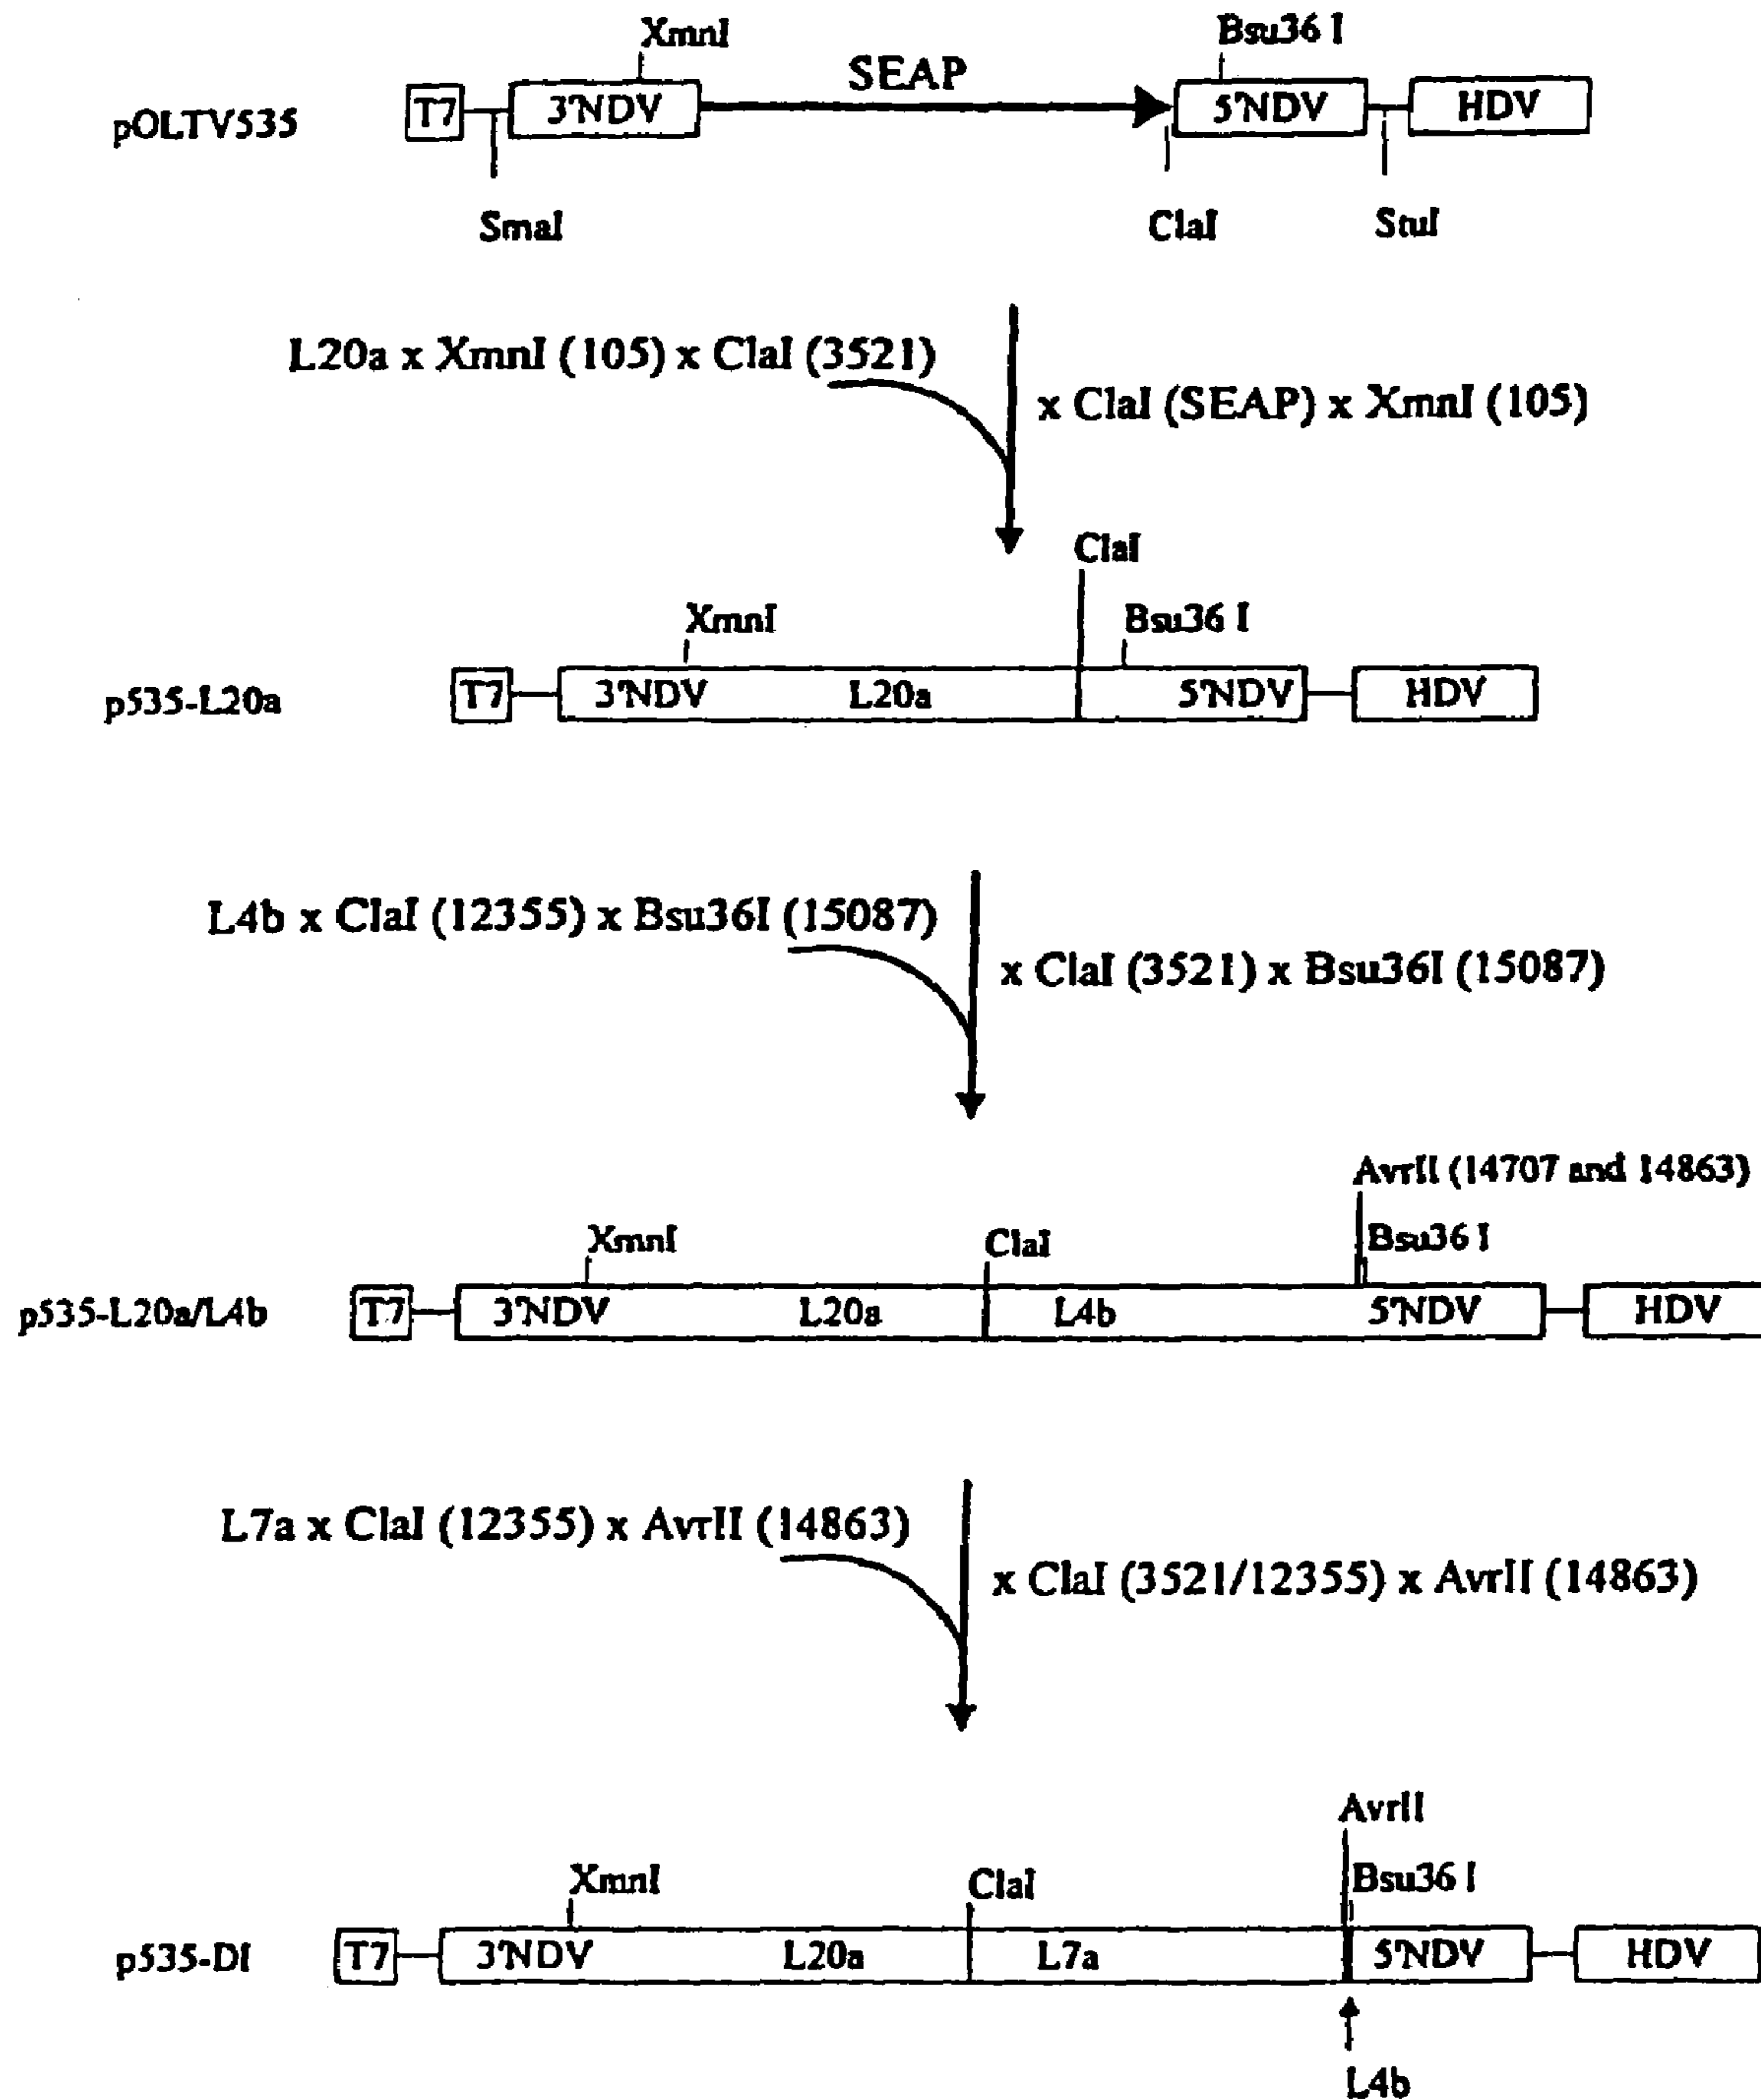 XmnI
Bsu36 I
SEAP
pOLTV535
T7
3'NDV
5'NDV
HDV
SmaI
ClaI
StuI
L20a x XmnI (105) x ClaI (3521)
x ClaI (SEAP) x XmnI (105)
ClaI
XmnI
Bsu36 I
p535-L20a
T7
3'NDV
L20a
5'NDV
HDV
L4b x ClaI (12355) x Bsu36I (15087)
x ClaI (3521) x Bsu36I (15087)
AvrII (14707 and 14863)
XmnI
ClaI
Bsu36 I
p535-L20a/L4b
T7
3'NDV
L20a
L4b
5'NDV
HDV
L7a x ClaI (12355) x AvrII (14863)
x ClaI (3521/12355) x AvrII (14863)
AvrII
XmnI
ClaI
Bsu36 I
p535-DI
T7
3'NDV
L20a
L7a
5'NDV
HDV
L4b